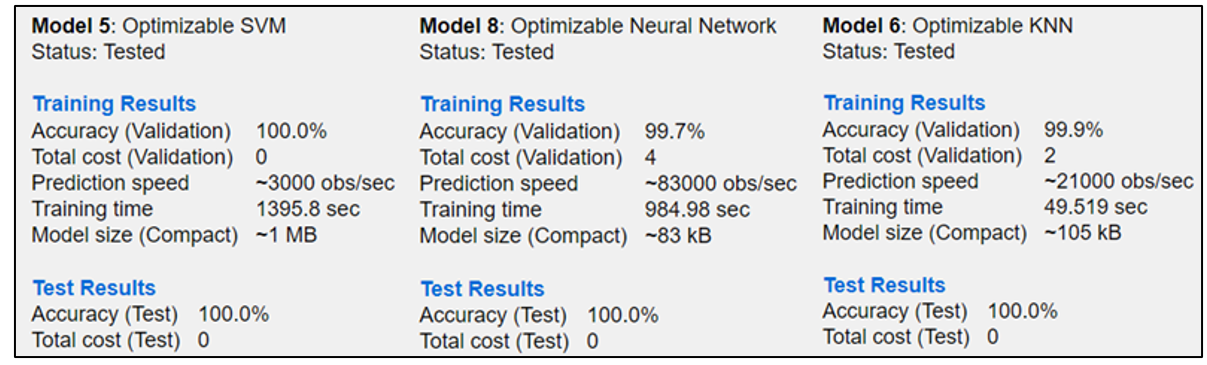 Model 5: Optimizable SVM
Status: Tested
Training Results
Accuracy (Validation) 100.0%
Total cost (Validation) 0
Prediction speed ~3000 obs/sec
Training time 1395.8 sec
Model size (Compact) ~1 MB
Test Results
Accuracy (Test) 100.0%
Total cost (Test) 0
Model 8: Optimizable Neural Network
Status: Tested
Training Results
Accuracy (Validation) 99.7%
Total cost (Validation) 4
Prediction speed ~83000 obs/sec
Training time 984.98 sec
Model size (Compact) ~83 kB
Test Results
Accuracy (Test) 100.0%
Total cost (Test) 0
Model 6: Optimizable KNN
Status: Tested
Training Results
Accuracy (Validation) 99.9%
Total cost (Validation) 2
Prediction speed ~21000 obs/sec
Training time 49.519 sec
Model size (Compact) ~105 kB
Test Results
Accuracy (Test) 100.0%
Total cost (Test) 0